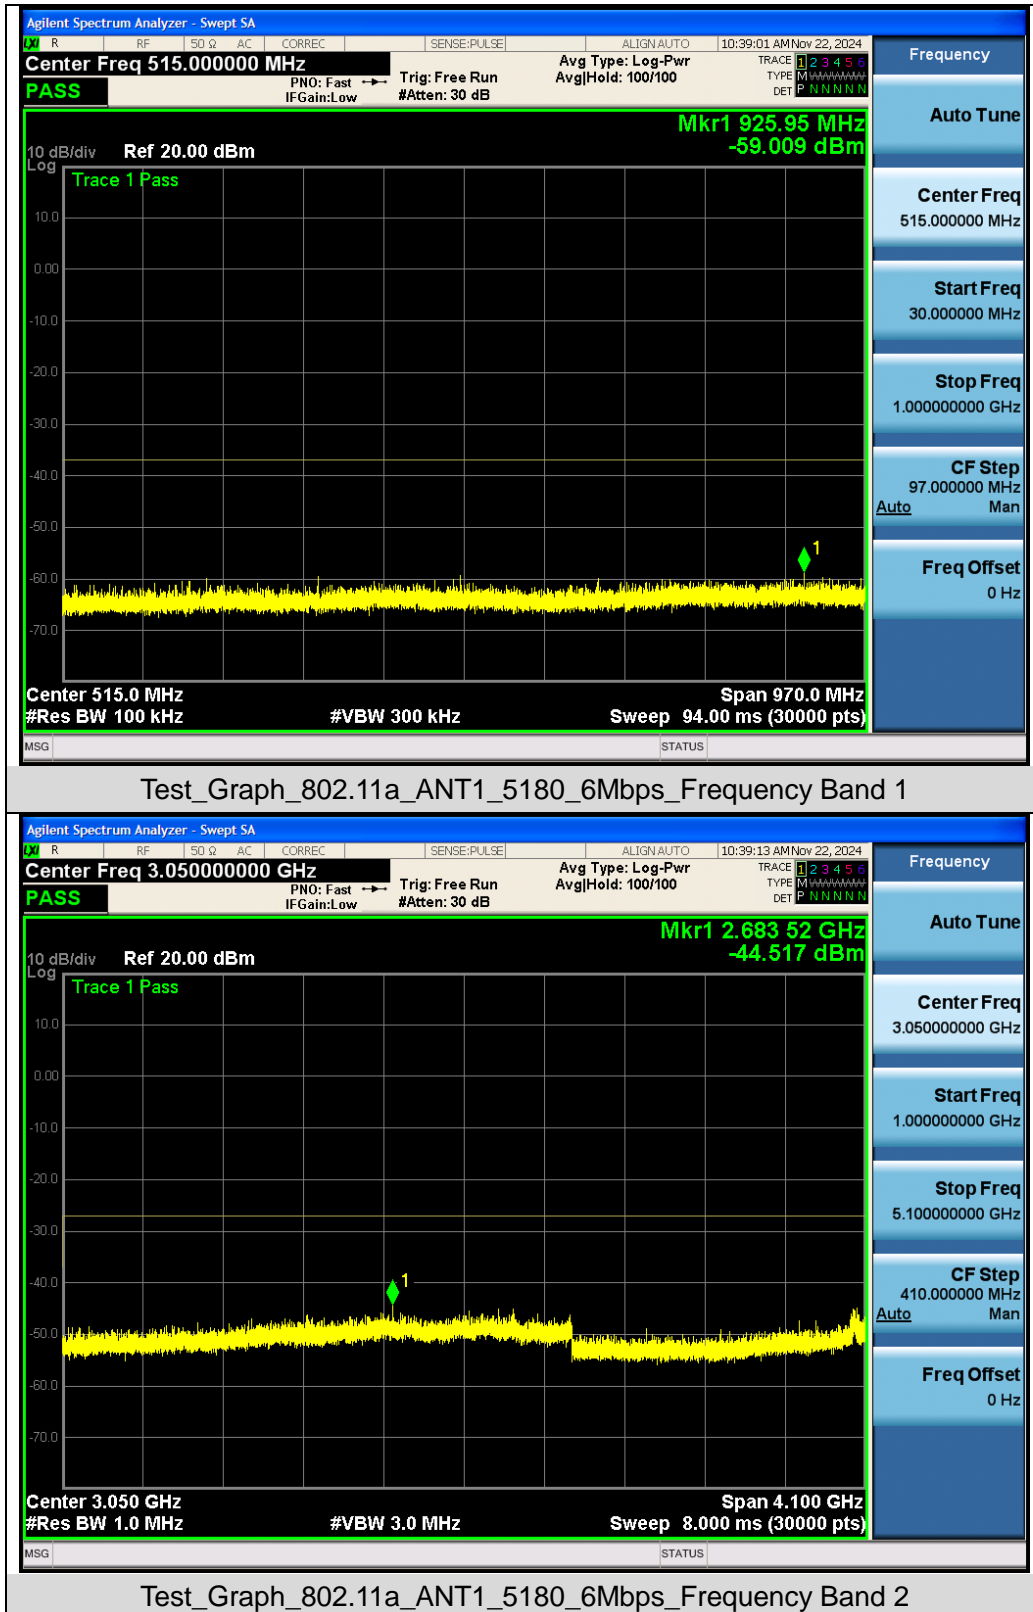 Agilent Spectrum Analyzer - Swept SA
LXI R RF 50 Ω AC CORREC SENSE:PULSE ALIGN AUTO 10:39:01 AM Nov 22, 2024
Center Freq 515.000000 MHz
PASS
PNO: Fast
IFGain:Low
Trig: Free Run
#Atten: 30 dB
Avg Type: Log-Pwr
Avg|Hold: 100/100
TRACE 1 2 3 4 5 6
TYPE M W W W W W
DET P N N N N N
Mkr1 925.95 MHz
-59.009 dBm
10 dB/div Ref 20.00 dBm
Log
Trace 1 Pass
10.0
0.00
-10.0
-20.0
-30.0
-40.0
-50.0
-60.0
-70.0
1
Center 515.0 MHz Span 970.0 MHz
#Res BW 100 kHz #VBW 300 kHz Sweep 94.00 ms (30000 pts)
MSG STATUS
Frequency
Auto Tune
Center Freq
515.000000 MHz
Start Freq
30.000000 MHz
Stop Freq
1.000000000 GHz
CF Step
97.000000 MHz
Auto Man
Freq Offset
0 Hz
Test_Graph_802.11a_ANT1_5180_6Mbps_Frequency Band 1
Agilent Spectrum Analyzer - Swept SA
LXI R RF 50 Ω AC CORREC SENSE:PULSE ALIGN AUTO 10:39:13 AM Nov 22, 2024
Center Freq 3.050000000 GHz
PASS
PNO: Fast
IFGain:Low
Trig: Free Run
#Atten: 30 dB
Avg Type: Log-Pwr
Avg|Hold: 100/100
TRACE 1 2 3 4 5 6
TYPE M W W W W W
DET P N N N N N
Mkr1 2.683 52 GHz
-44.517 dBm
10 dB/div Ref 20.00 dBm
Log
Trace 1 Pass
10.0
0.00
-10.0
-20.0
-30.0
-40.0
-50.0
-60.0
-70.0
1
Center 3.050 GHz Span 4.100 GHz
#Res BW 1.0 MHz #VBW 3.0 MHz Sweep 8.000 ms (30000 pts)
MSG STATUS
Frequency
Auto Tune
Center Freq
3.050000000 GHz
Start Freq
1.000000000 GHz
Stop Freq
5.100000000 GHz
CF Step
410.000000 MHz
Auto Man
Freq Offset
0 Hz
Test_Graph_802.11a_ANT1_5180_6Mbps_Frequency Band 2